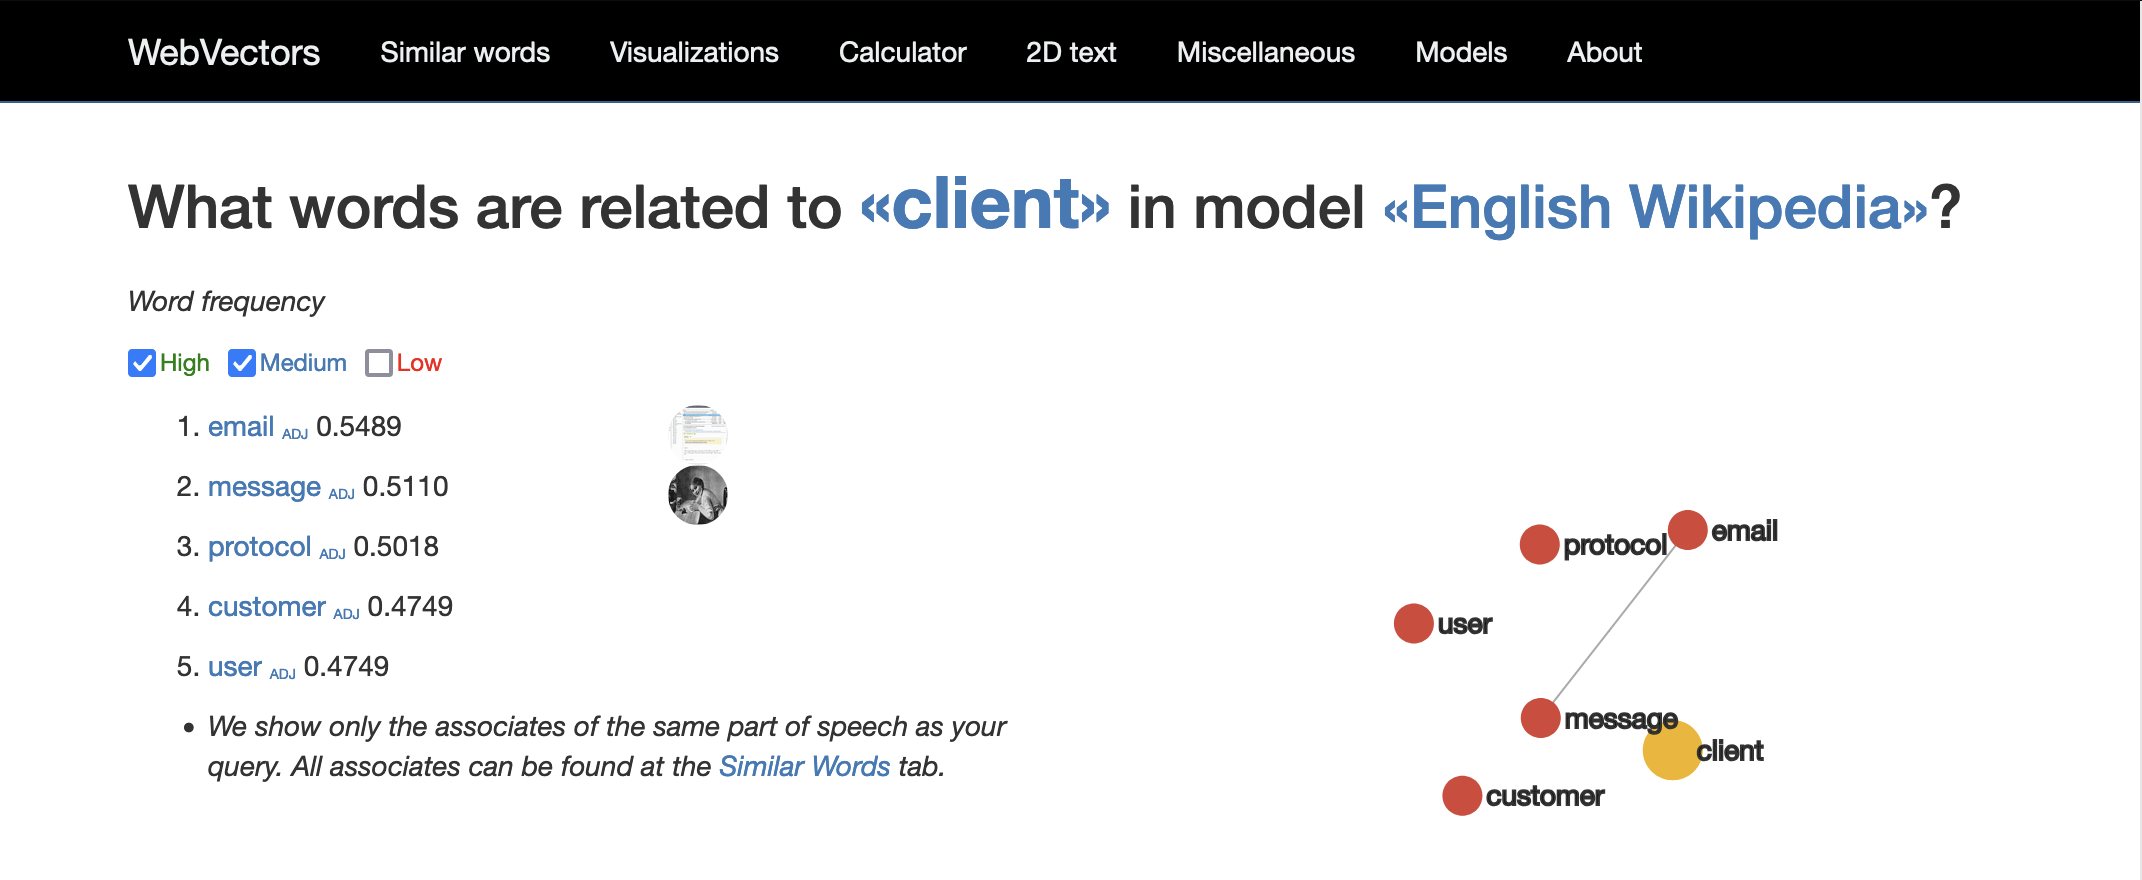 WebVectors Similar words Visualizations Calculator 2D text Miscellaneous Models About
What words are related to «client» in model «English Wikipedia»?
Word frequency
High Medium Low
1. email ADJ 0.5489
2. message ADJ 0.5110
3. protocol ADJ 0.5018
4. customer ADJ 0.4749
5. user ADJ 0.4749
• We show only the associates of the same part of speech as your
query. All associates can be found at the Similar Words tab.
protocol email
user
message
client
customer